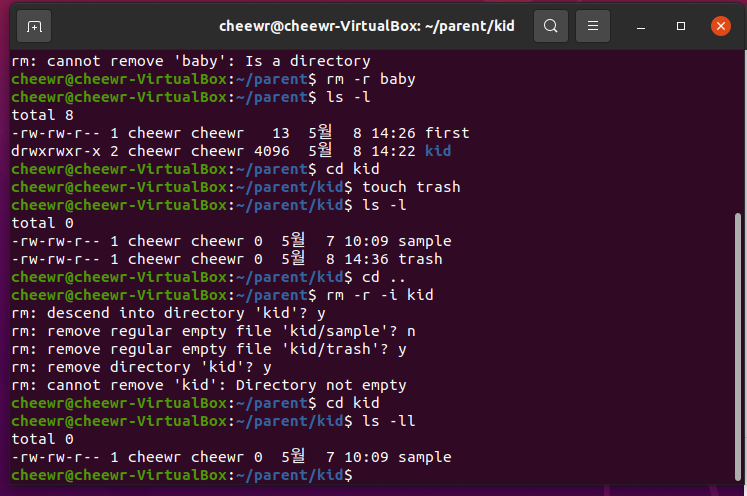 cheewr@cheewr-VirtualBox: ~/parent/kid
rm: cannot remove 'baby': Is a directory
cheewr@cheewr-VirtualBox:~/parent$ rm -r baby
cheewr@cheewr-VirtualBox:~/parent$ ls -l
total 8
-rw-rw-r-- 1 cheewr cheewr   13  5월   8 14:26 first
drwxrwxr-x 2 cheewr cheewr 4096  5월   8 14:22 kid
cheewr@cheewr-VirtualBox:~/parent$ cd kid
cheewr@cheewr-VirtualBox:~/parent/kid$ touch trash
cheewr@cheewr-VirtualBox:~/parent/kid$ ls -l
total 0
-rw-rw-r-- 1 cheewr cheewr 0  5월   7 10:09 sample
-rw-rw-r-- 1 cheewr cheewr 0  5월   8 14:36 trash
cheewr@cheewr-VirtualBox:~/parent/kid$ cd ..
cheewr@cheewr-VirtualBox:~/parent$ rm -r -i kid
rm: descend into directory 'kid'? y
rm: remove regular empty file 'kid/sample'? n
rm: remove regular empty file 'kid/trash'? y
rm: remove directory 'kid'? y
rm: cannot remove 'kid': Directory not empty
cheewr@cheewr-VirtualBox:~/parent$ cd kid
cheewr@cheewr-VirtualBox:~/parent/kid$ ls -ll
total 0
-rw-rw-r-- 1 cheewr cheewr 0  5월   7 10:09 sample
cheewr@cheewr-VirtualBox:~/parent/kid$